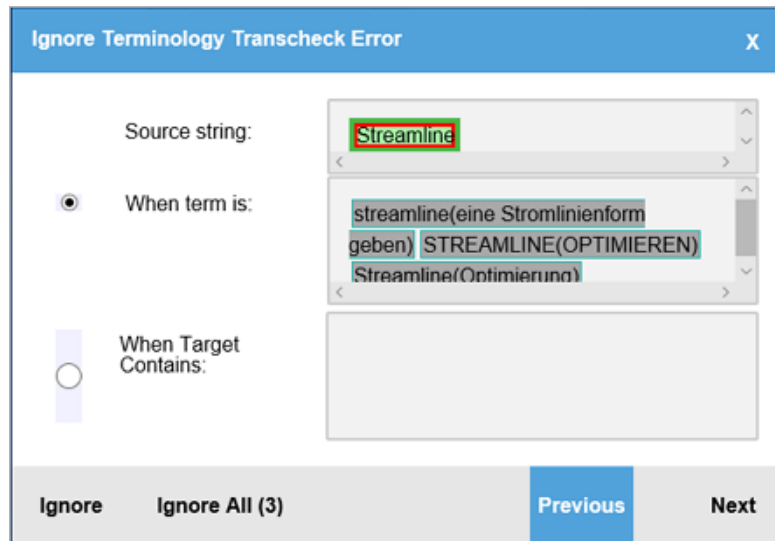 Ignore Terminology Transcheck Error X
Source string: Streamline
When term is: streamline(eine Stromlinienform
geben) STREAMLINE(OPTIMIEREN)
Streamline(Optimierung)
When Target
Contains:
Ignore Ignore All (3) Previous Next